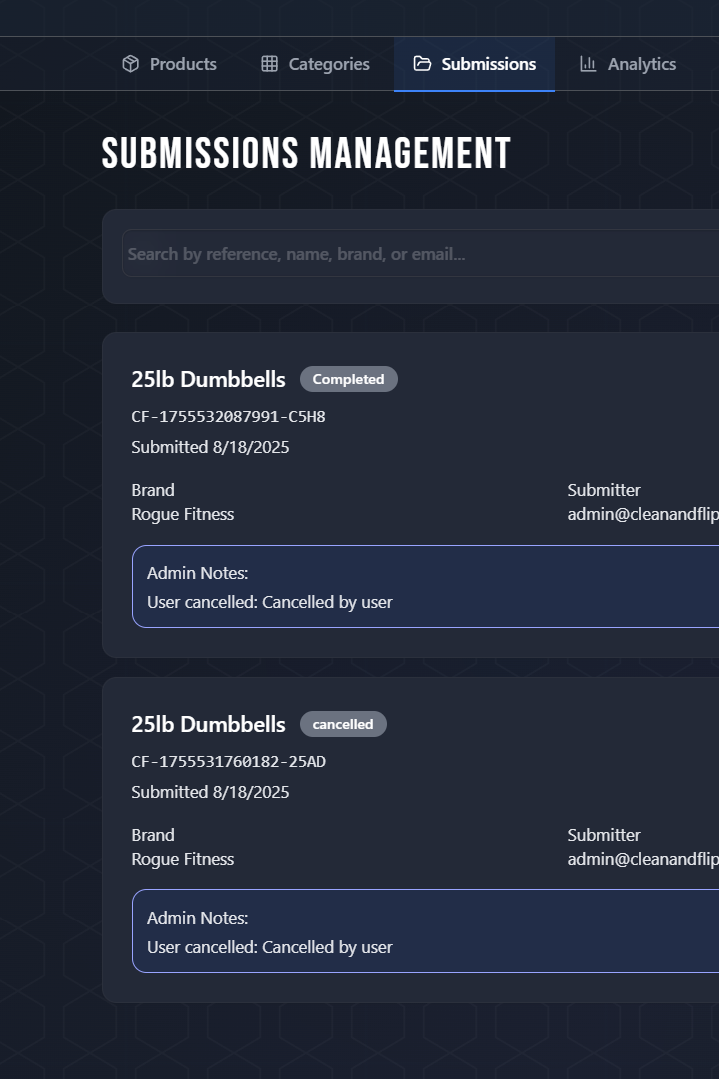 Products Categories Submissions Analytics
SUBMISSIONS MANAGEMENT
Search by reference, name, brand, or email...
25lb Dumbbells Completed
CF-1755532087991-C5H8
Submitted 8/18/2025
Brand Submitter
Rogue Fitness admin@cleanandflip
Admin Notes:
User cancelled: Cancelled by user
25lb Dumbbells cancelled
CF-1755531760182-25AD
Submitted 8/18/2025
Brand Submitter
Rogue Fitness admin@cleanandflip
Admin Notes:
User cancelled: Cancelled by user